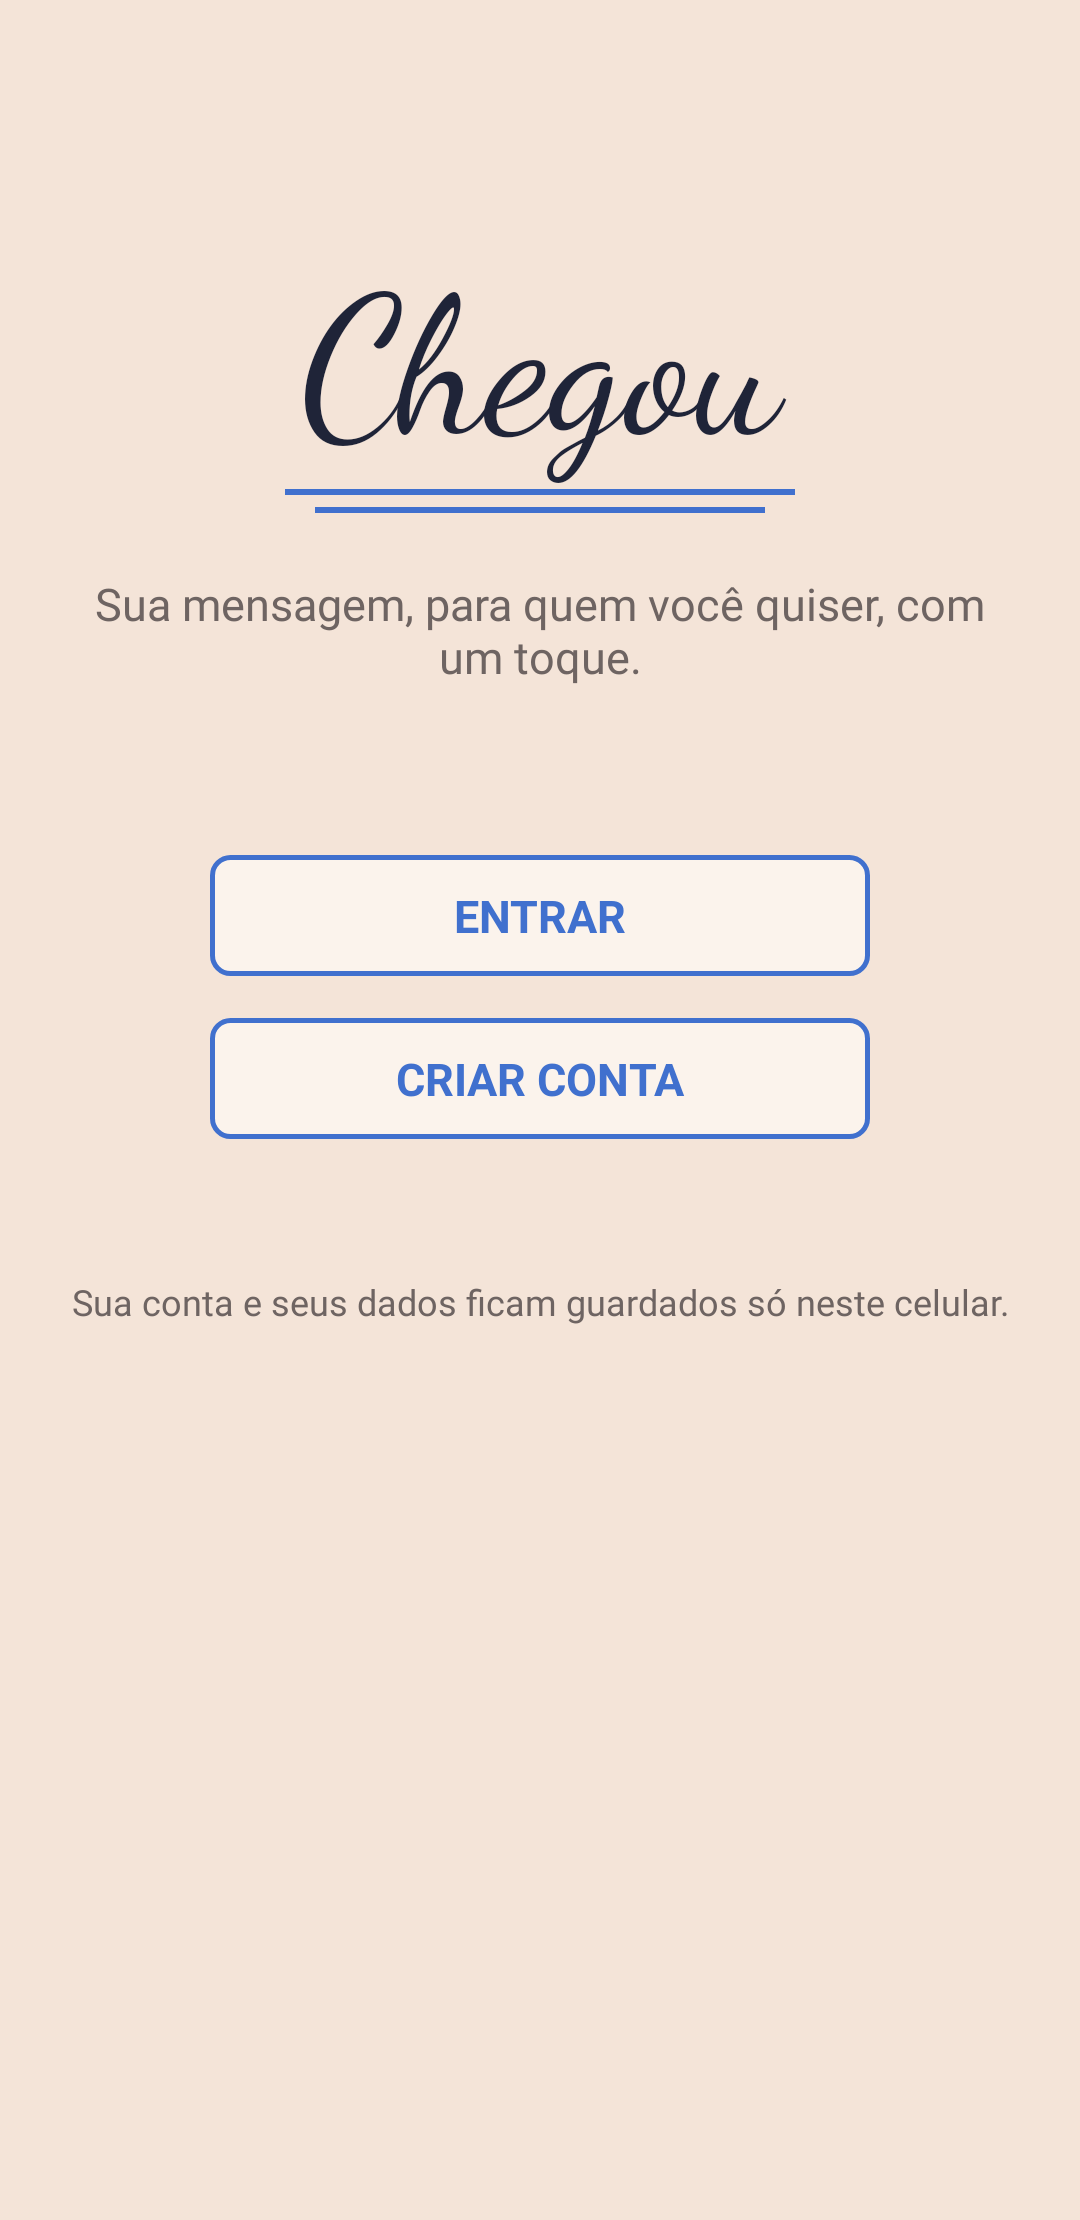 Chegou
Sua mensagem, para quem você quiser, com
um toque.
ENTRAR
CRIAR CONTA
Sua conta e seus dados ficam guardados só neste celular.